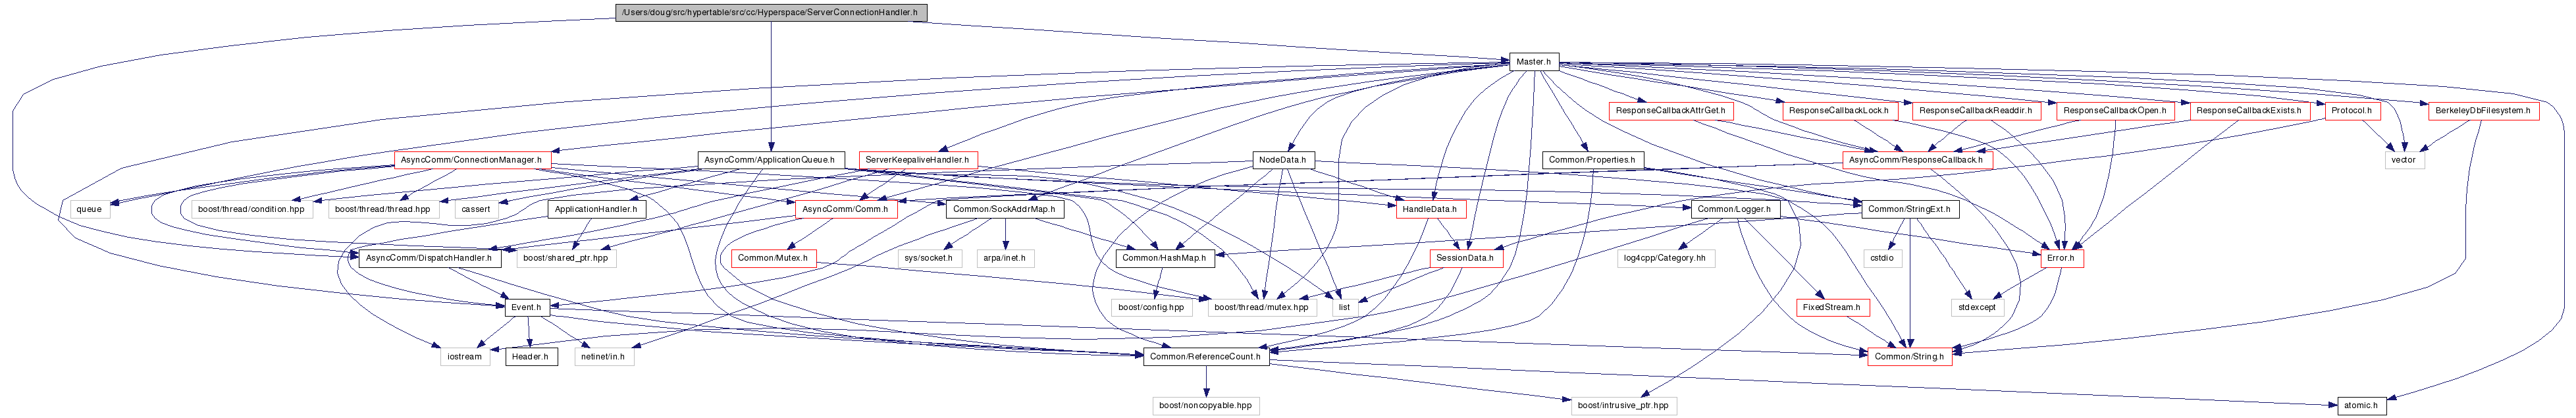 /Users/doug/src/hypertable/src/cc/Hyperspace/ServerConnectionHandler.h
Master.h
ResponseCallbackAttrGet.h
ResponseCallbackLock.h
ResponseCallbackReaddir.h
ResponseCallbackOpen.h
ResponseCallbackExists.h
Protocol.h
BerkeleyDbFilesystem.h
AsyncComm/ConnectionManager.h
AsyncComm/ApplicationQueue.h
ServerKeepaliveHandler.h
NodeData.h
Common/Properties.h
AsyncComm/ResponseCallback.h
vector
queue
boost/thread/condition.hpp
boost/thread/thread.hpp
cassert
ApplicationHandler.h
AsyncComm/Comm.h
Common/SockAddrMap.h
HandleData.h
Common/Logger.h
Common/StringExt.h
AsyncComm/DispatchHandler.h
boost/shared_ptr.hpp
Common/Mutex.h
sys/socket.h
arpa/inet.h
Common/HashMap.h
SessionData.h
log4cpp/Category.hh
cstdio
Error.h
Event.h
boost/config.hpp
boost/thread/mutex.hpp
list
FixedStream.h
stdexcept
iostream
Header.h
netinet/in.h
Common/ReferenceCount.h
Common/String.h
boost/noncopyable.hpp
boost/intrusive_ptr.hpp
atomic.h